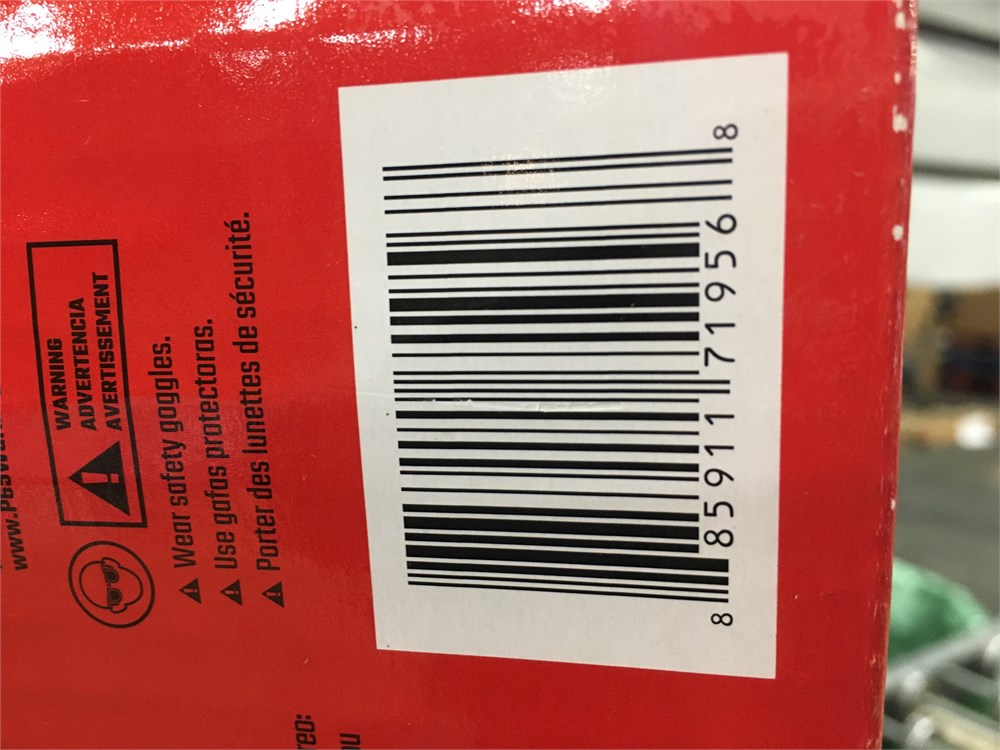 WARNING
ADVERTENCIA
AVERTISSEMENT
Wear safety goggles.
Use gafas protectoras.
Porter des lunettes de sécurité.
8 85911 71956 8